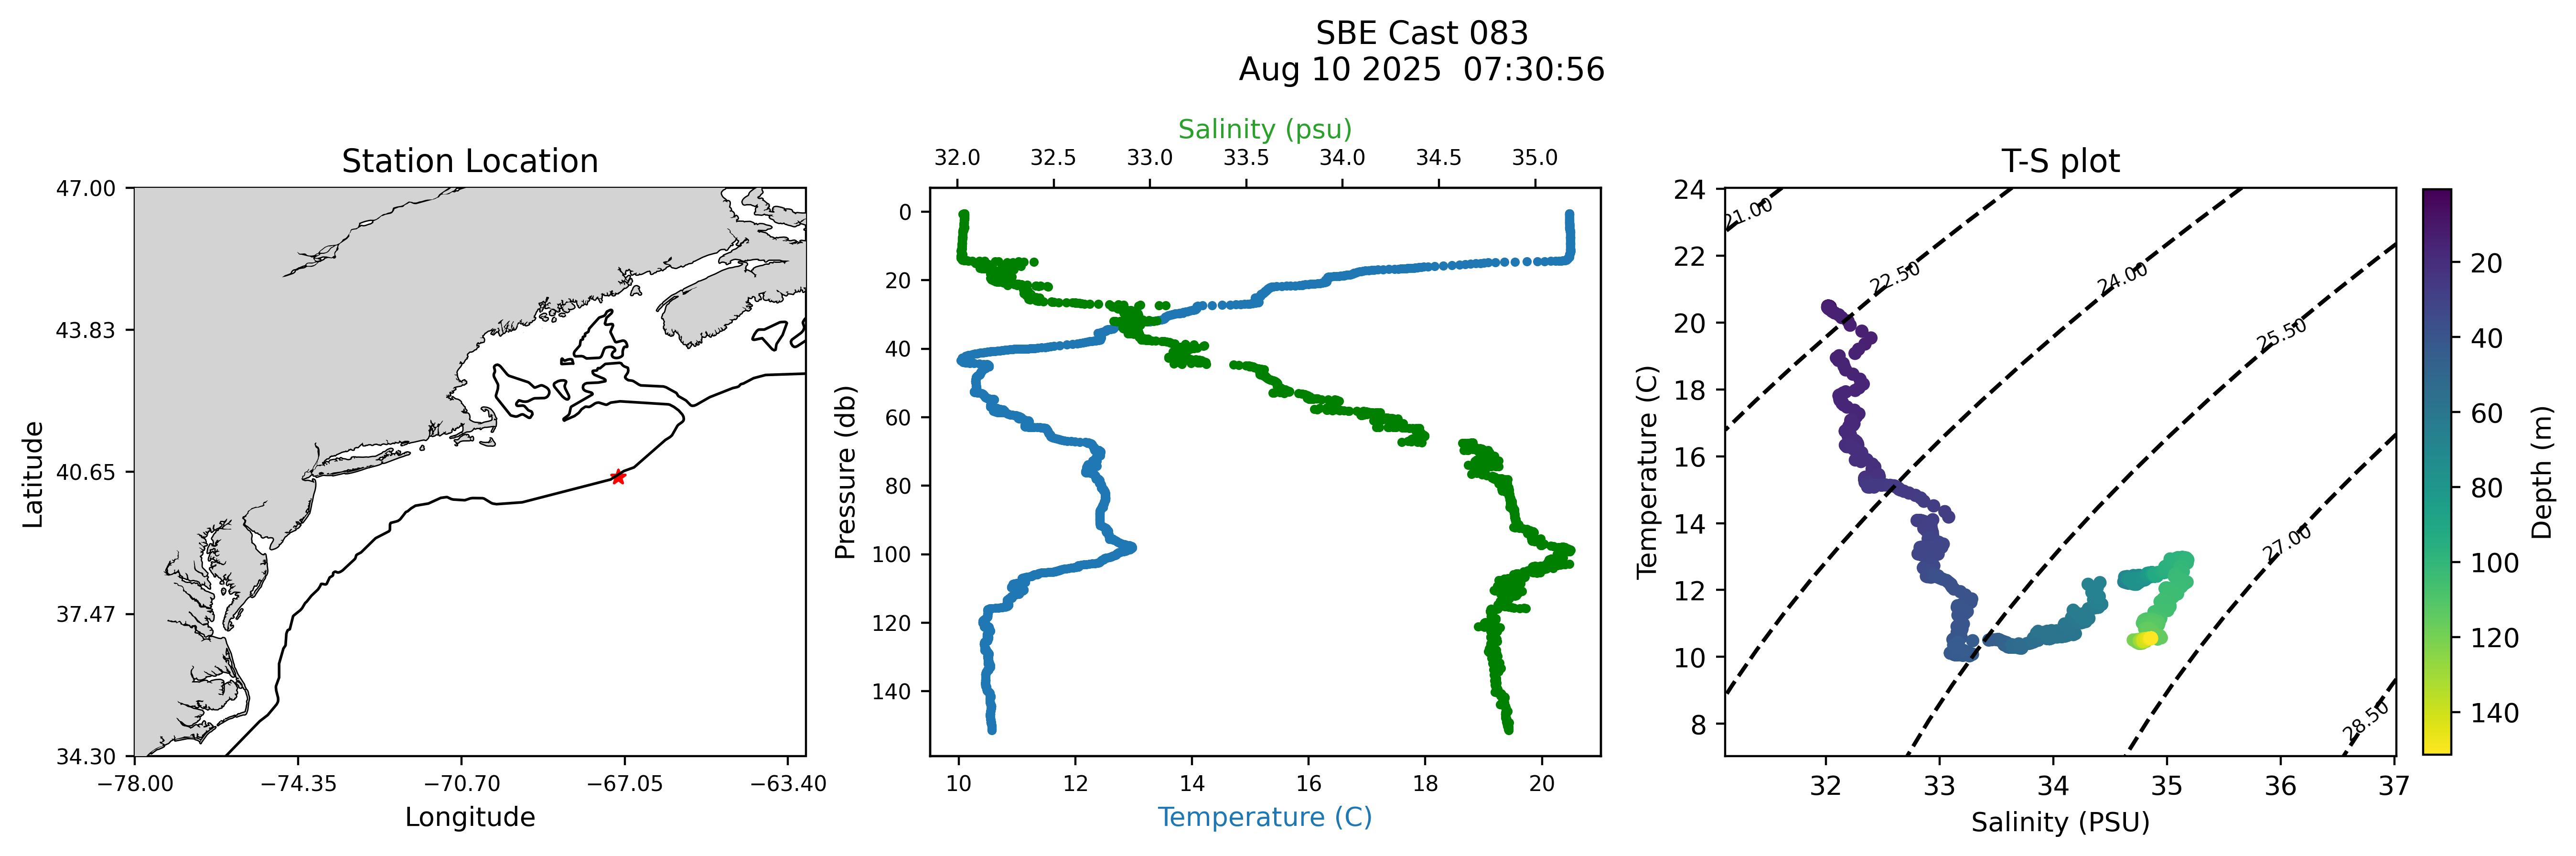 SBE Cast 083
Aug 10 2025  07:30:56
Station Location
47.00
43.83
40.65
37.47
34.30
Latitude
−78.00 −74.35 −70.70 −67.05 −63.40
Longitude
Salinity (psu)
32.0 32.5 33.0 33.5 34.0 34.5 35.0
0
20
40
60
80
100
120
140
Pressure (db)
10 12 14 16 18 20
Temperature (C)
T-S plot
24
22
20
18
16
14
12
10
8
Temperature (C)
21.00
22.50
24.00
25.50
27.00
28.50
32 33 34 35 36 37
Salinity (PSU)
20
40
60
80
100
120
140
Depth (m)